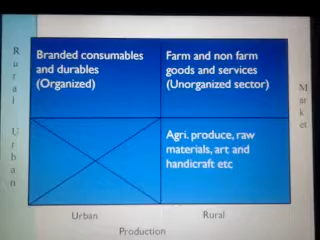 Rural
Urban
Branded consumables
and durables
(Organized)
Farm and non farm
goods and services
(Unorganized sector)
Market
Agri. produce, raw
materials, art and
handicraft etc
Urban
Rural
Production